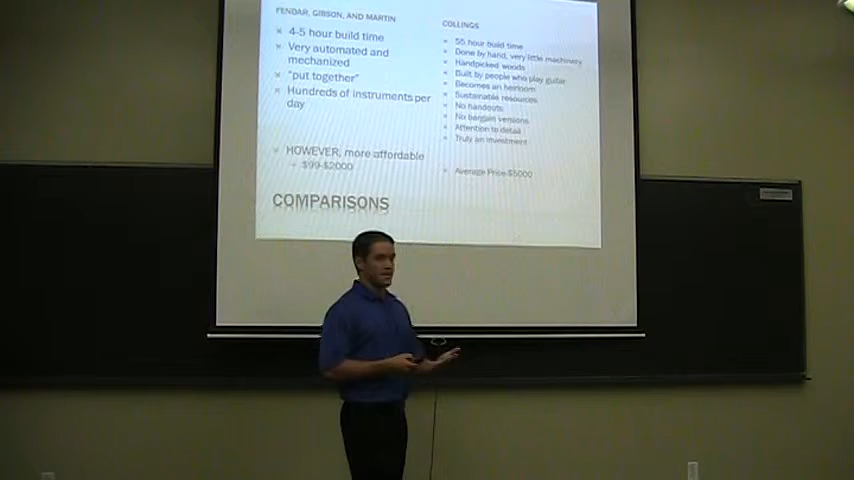 FENDAR, GIBSON, AND MARTIN
4-5 hour build time
Very automated and
mechanized
"put together"
Hundreds of instruments per
day
HOWEVER, more affordable
– $99-$2000
COLLINGS
55 hour build time
Done by hand, very little machinery
Handpicked woods
Built by people who play guitar
Becomes an heirloom
Sustainable resources
No handouts
No bargain versions
Attention to detail
Truly an investment
Average Price-$5000
COMPARISONS